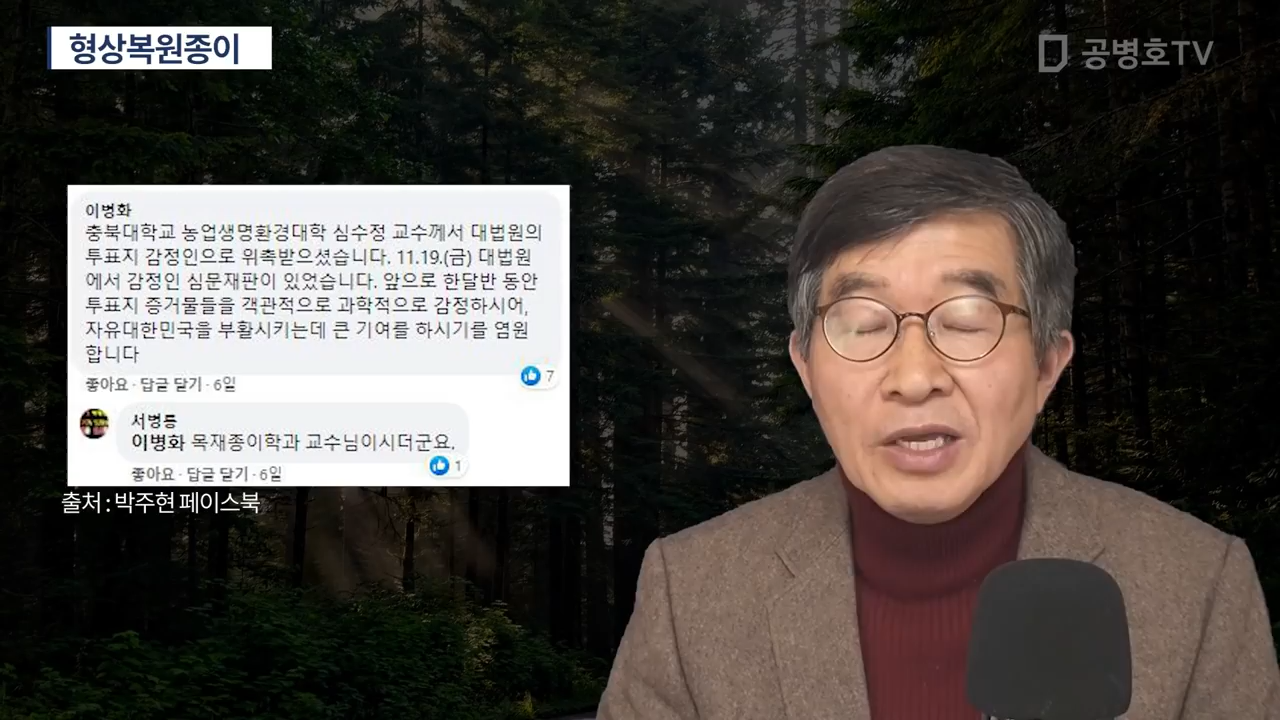 형상복원종이
공병호TV
이병화
충북대학교 농업생명환경대학 심수정 교수께서 대법원의
투표지 감정인으로 위촉받으셨습니다. 11.19.(금) 대법원
에서 감정인 심문재판이 있었습니다. 앞으로 한달반 동안
투표지 증거물들을 객관적으로 과학적으로 감정하시어,
자유대한민국을 부활시키는데 큰 기여를 하시기를 염원
합니다
좋아요 · 답글 달기 · 6일
7
서병룡
이병화 목재종이학과 교수님이시더군요.
좋아요 · 답글 달기 · 6일
1
출처 : 박주현 페이스북